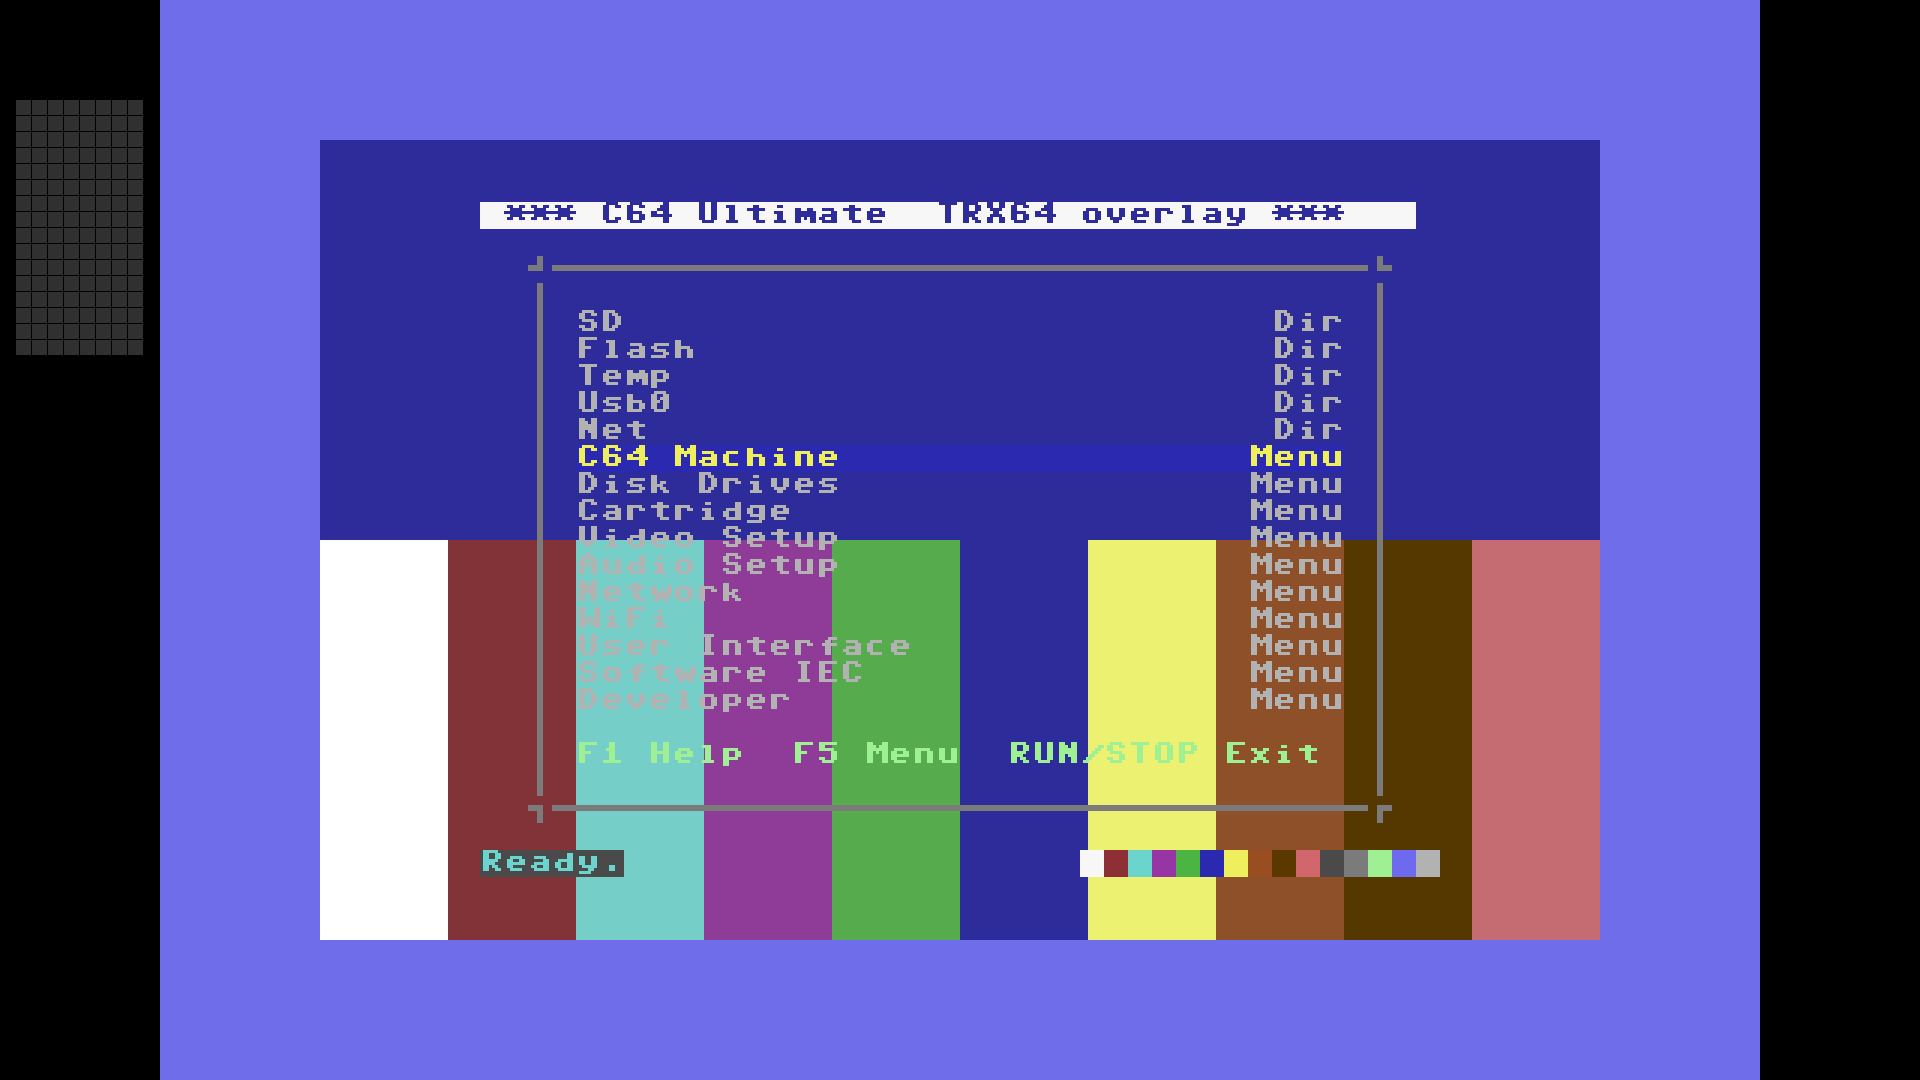 *** C64 Ultimate  TRX64 overlay ***
SD Dir
Flash Dir
Temp Dir
Usb0 Dir
Net Dir
C64 Machine Menu
Disk Drives Menu
Cartridge Menu
Video Setup Menu
Audio Setup Menu
Network Menu
WiFi Menu
User Interface Menu
Software IEC Menu
Developer Menu
F1 Help  F5 Menu  RUN/STOP Exit
Ready.